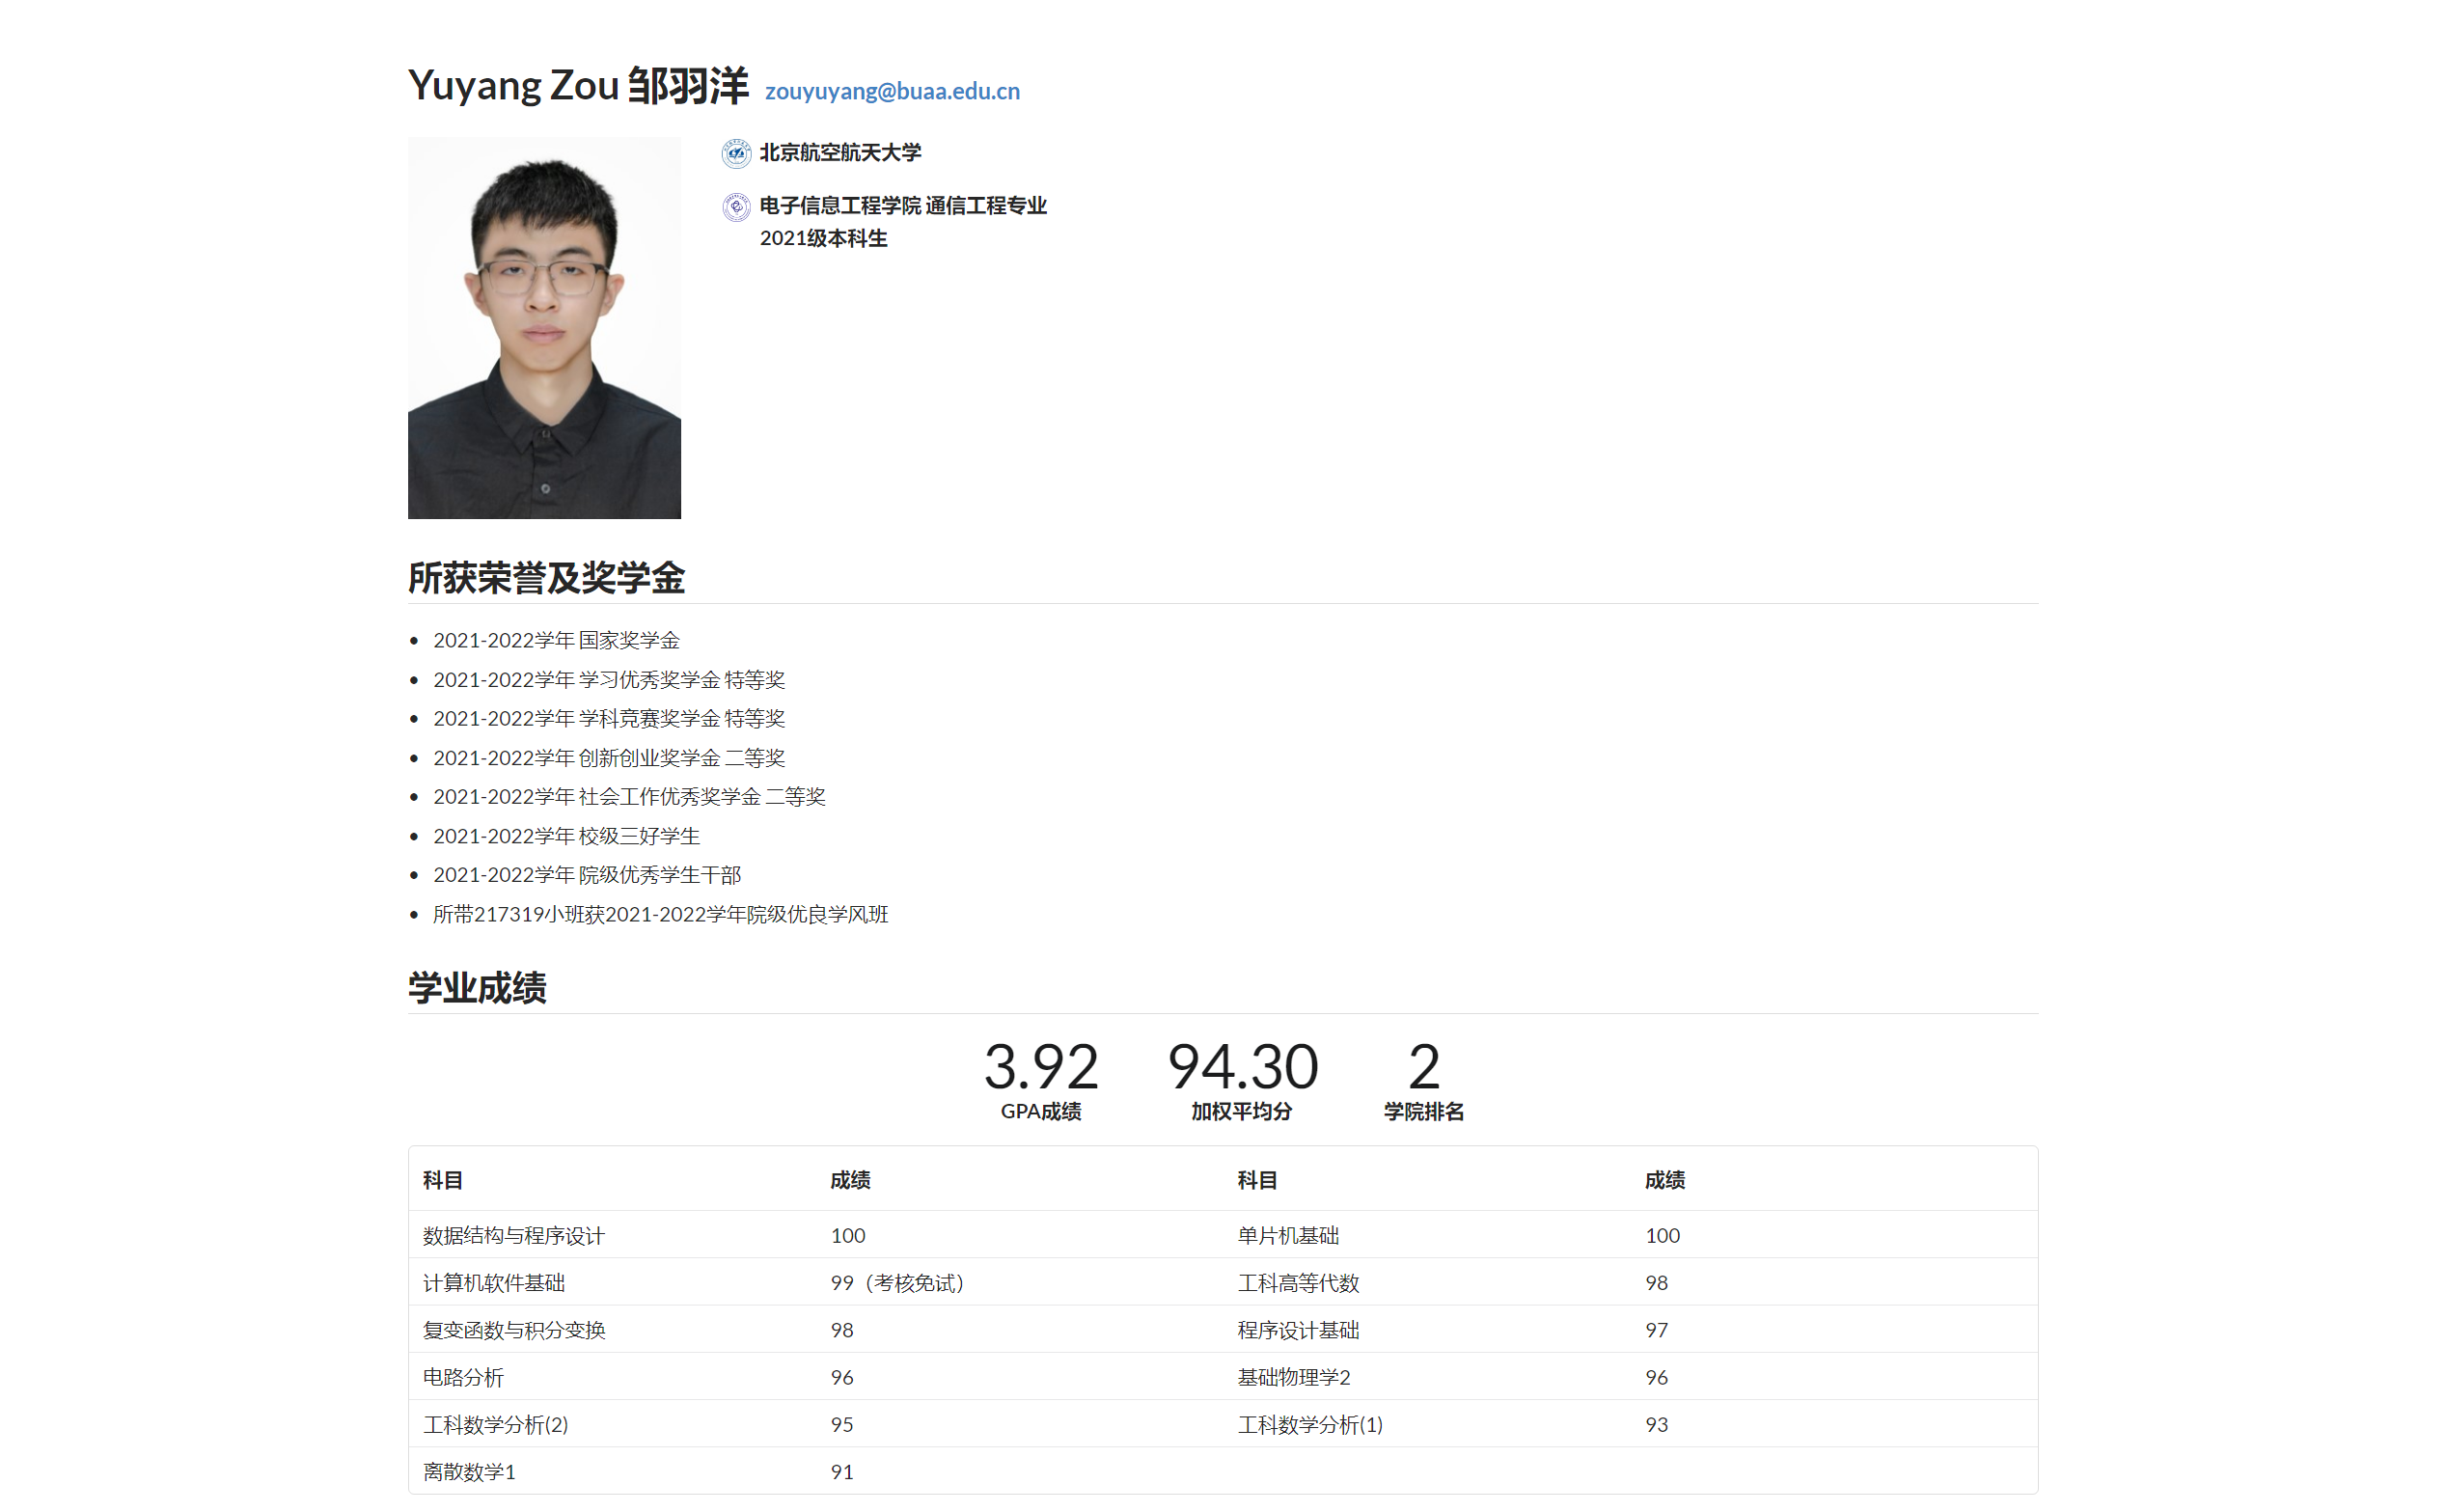 Yuyang Zou 邹羽洋 zouyuyang@buaa.edu.cn
北京航空航天大学
电子信息工程学院 通信工程专业
2021级本科生
所获荣誉及奖学金
2021-2022学年 国家奖学金
2021-2022学年 学习优秀奖学金 特等奖
2021-2022学年 学科竞赛奖学金 特等奖
2021-2022学年 创新创业奖学金 二等奖
2021-2022学年 社会工作优秀奖学金 二等奖
2021-2022学年 校级三好学生
2021-2022学年 院级优秀学生干部
所带217319小班获2021-2022学年院级优良学风班
学业成绩
3.92 94.30 2
GPA成绩 加权平均分 学院排名
科目 成绩 科目 成绩
数据结构与程序设计 100 单片机基础 100
计算机软件基础 99（考核免试） 工科高等代数 98
复变函数与积分变换 98 程序设计基础 97
电路分析 96 基础物理学2 96
工科数学分析(2) 95 工科数学分析(1) 93
离散数学1 91